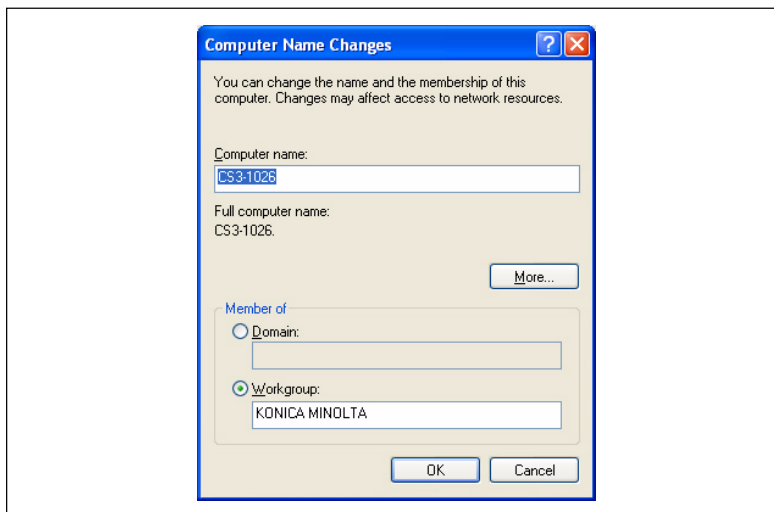 Computer Name Changes
You can change the name and the membership of this
computer. Changes may affect access to network resources.
Computer name:
CS3-1026
Full computer name:
CS3-1026.
More...
Member of
Domain:
Workgroup:
KONICA MINOLTA
OK Cancel